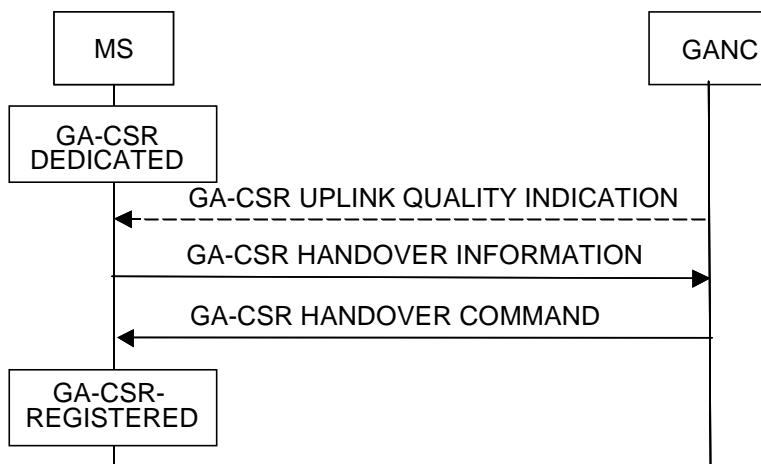 MS
GANC
GA-CSR
DEDICATED
GA-CSR UPLINK QUALITY INDICATION
GA-CSR HANDOVER INFORMATION
GA-CSR HANDOVER COMMAND
GA-CSR-
REGISTERED